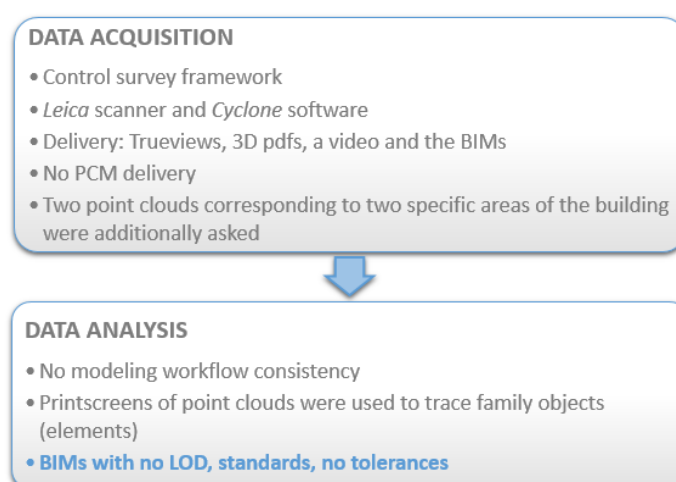 DATA ACQUISITION
• Control survey framework
• Leica scanner and Cyclone software
• Delivery: Trueviews, 3D pdfs, a video and the BIMs
• No PCM delivery
• Two point clouds corresponding to two specific areas of the building
were additionally asked
DATA ANALYSIS
• No modeling workflow consistency
• Printscreens of point clouds were used to trace family objects
(elements)
• BIMs with no LOD, standards, no tolerances